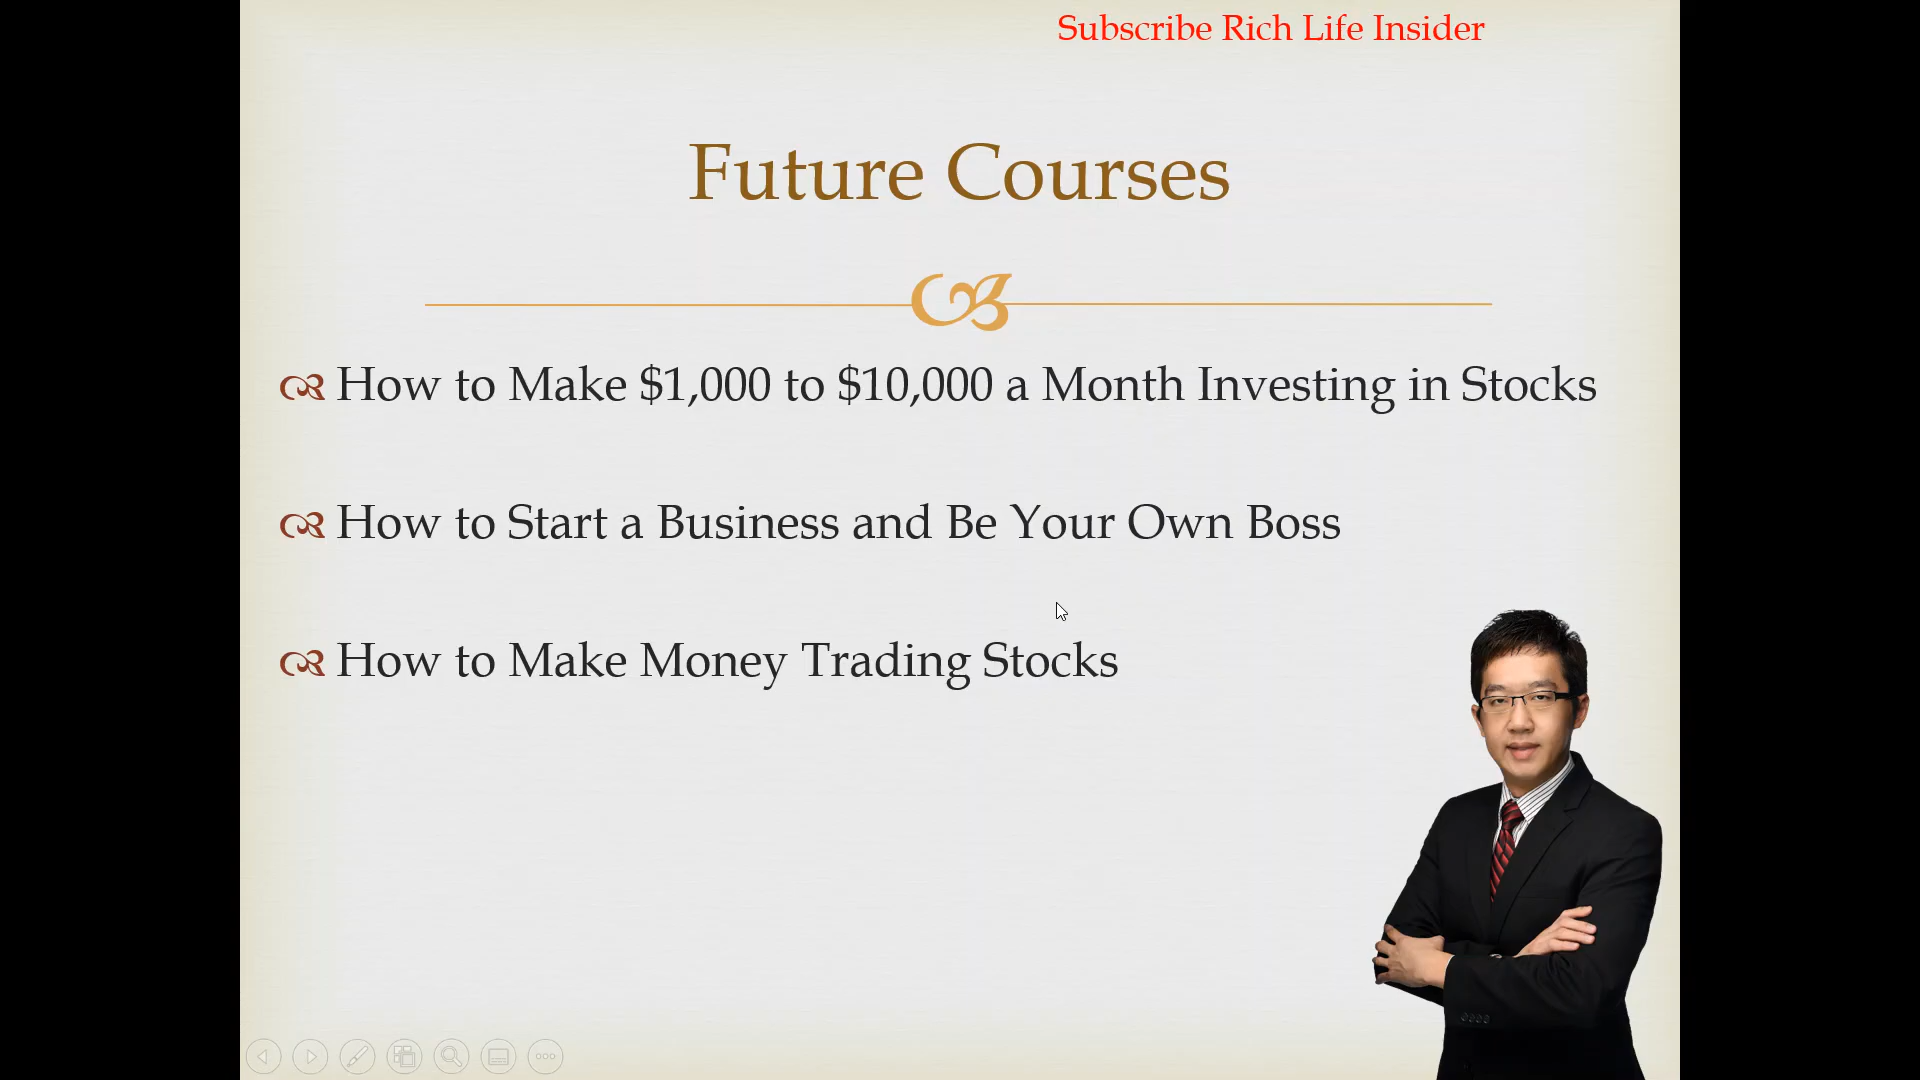 Subscribe Rich Life Insider
Future Courses
How to Make $1,000 to $10,000 a Month Investing in Stocks
How to Start a Business and Be Your Own Boss
How to Make Money Trading Stocks